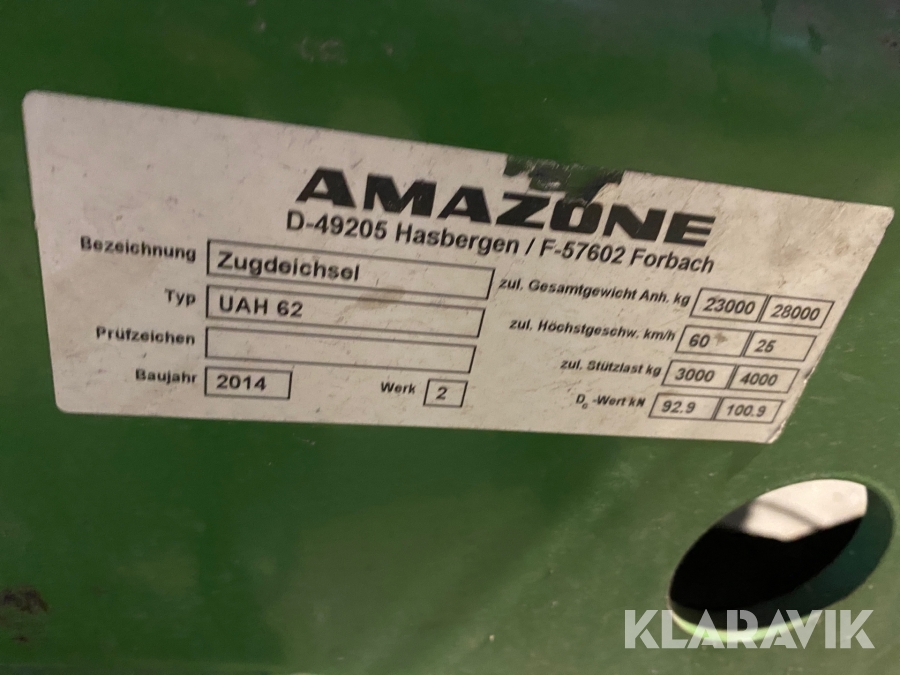 AMAZONE
D-49205 Hasbergen / F-57602 Forbach
Bezeichnung Zugdeichsel
Typ UAH 62
Prüfzeichen
Baujahr 2014 Werk 2
zul. Gesamtgewicht Anh. kg 23000 28000
zul. Höchstgeschw. km/h 60 25
zul. Stützlast kg 3000 4000
Dc -Wert kN 92.9 100.9
KLARAVIK